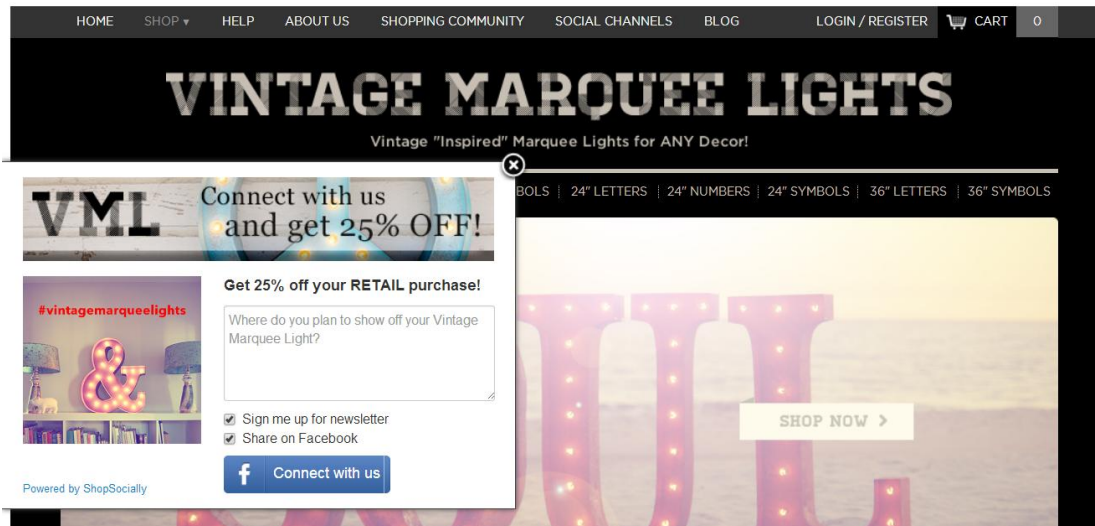 HOME SHOP ▾ HELP ABOUT US SHOPPING COMMUNITY SOCIAL CHANNELS BLOG LOGIN / REGISTER CART 0
VINTAGE MARQUEE LIGHTS
Vintage "Inspired" Marquee Lights for ANY Decor!
BOLS 24" LETTERS 24" NUMBERS 24" SYMBOLS 36" LETTERS 36" SYMBOLS
VML
Connect with us
and get 25% OFF!
#vintagemarqueelights
&
Get 25% off your RETAIL purchase!
Where do you plan to show off your Vintage
Marquee Light?
Sign me up for newsletter
Share on Facebook
f Connect with us
Powered by ShopSocially
SHOP NOW >